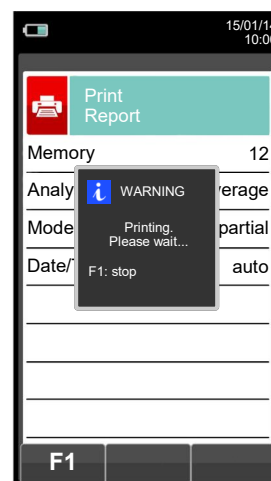 15/01/14
10:00
Print
Report
Memory 12
Analy verage
WARNING
Mode partial
Printing.
Please wait...
Date/ auto
F1: stop
F1